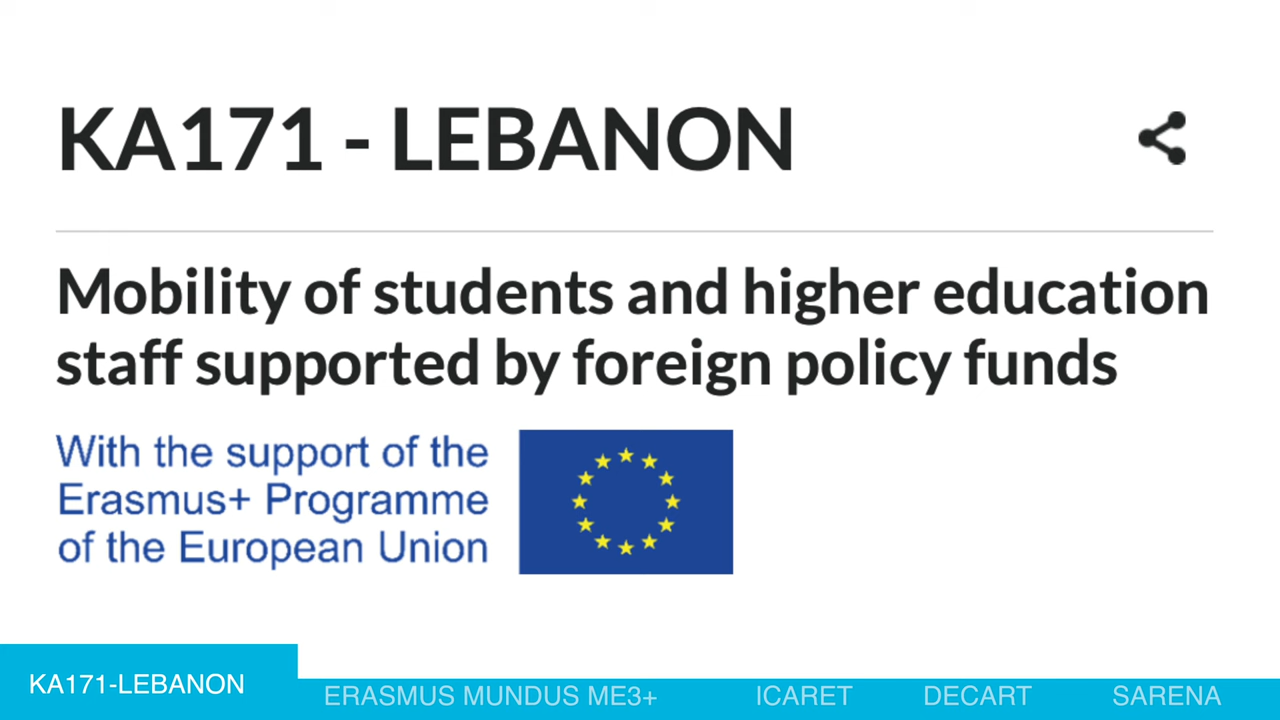 KA171 - LEBANON
Mobility of students and higher education
staff supported by foreign policy funds
With the support of the
Erasmus+ Programme
of the European Union
KA171-LEBANON
ERASMUS MUNDUS ME3+
ICARET
DECART
SARENA